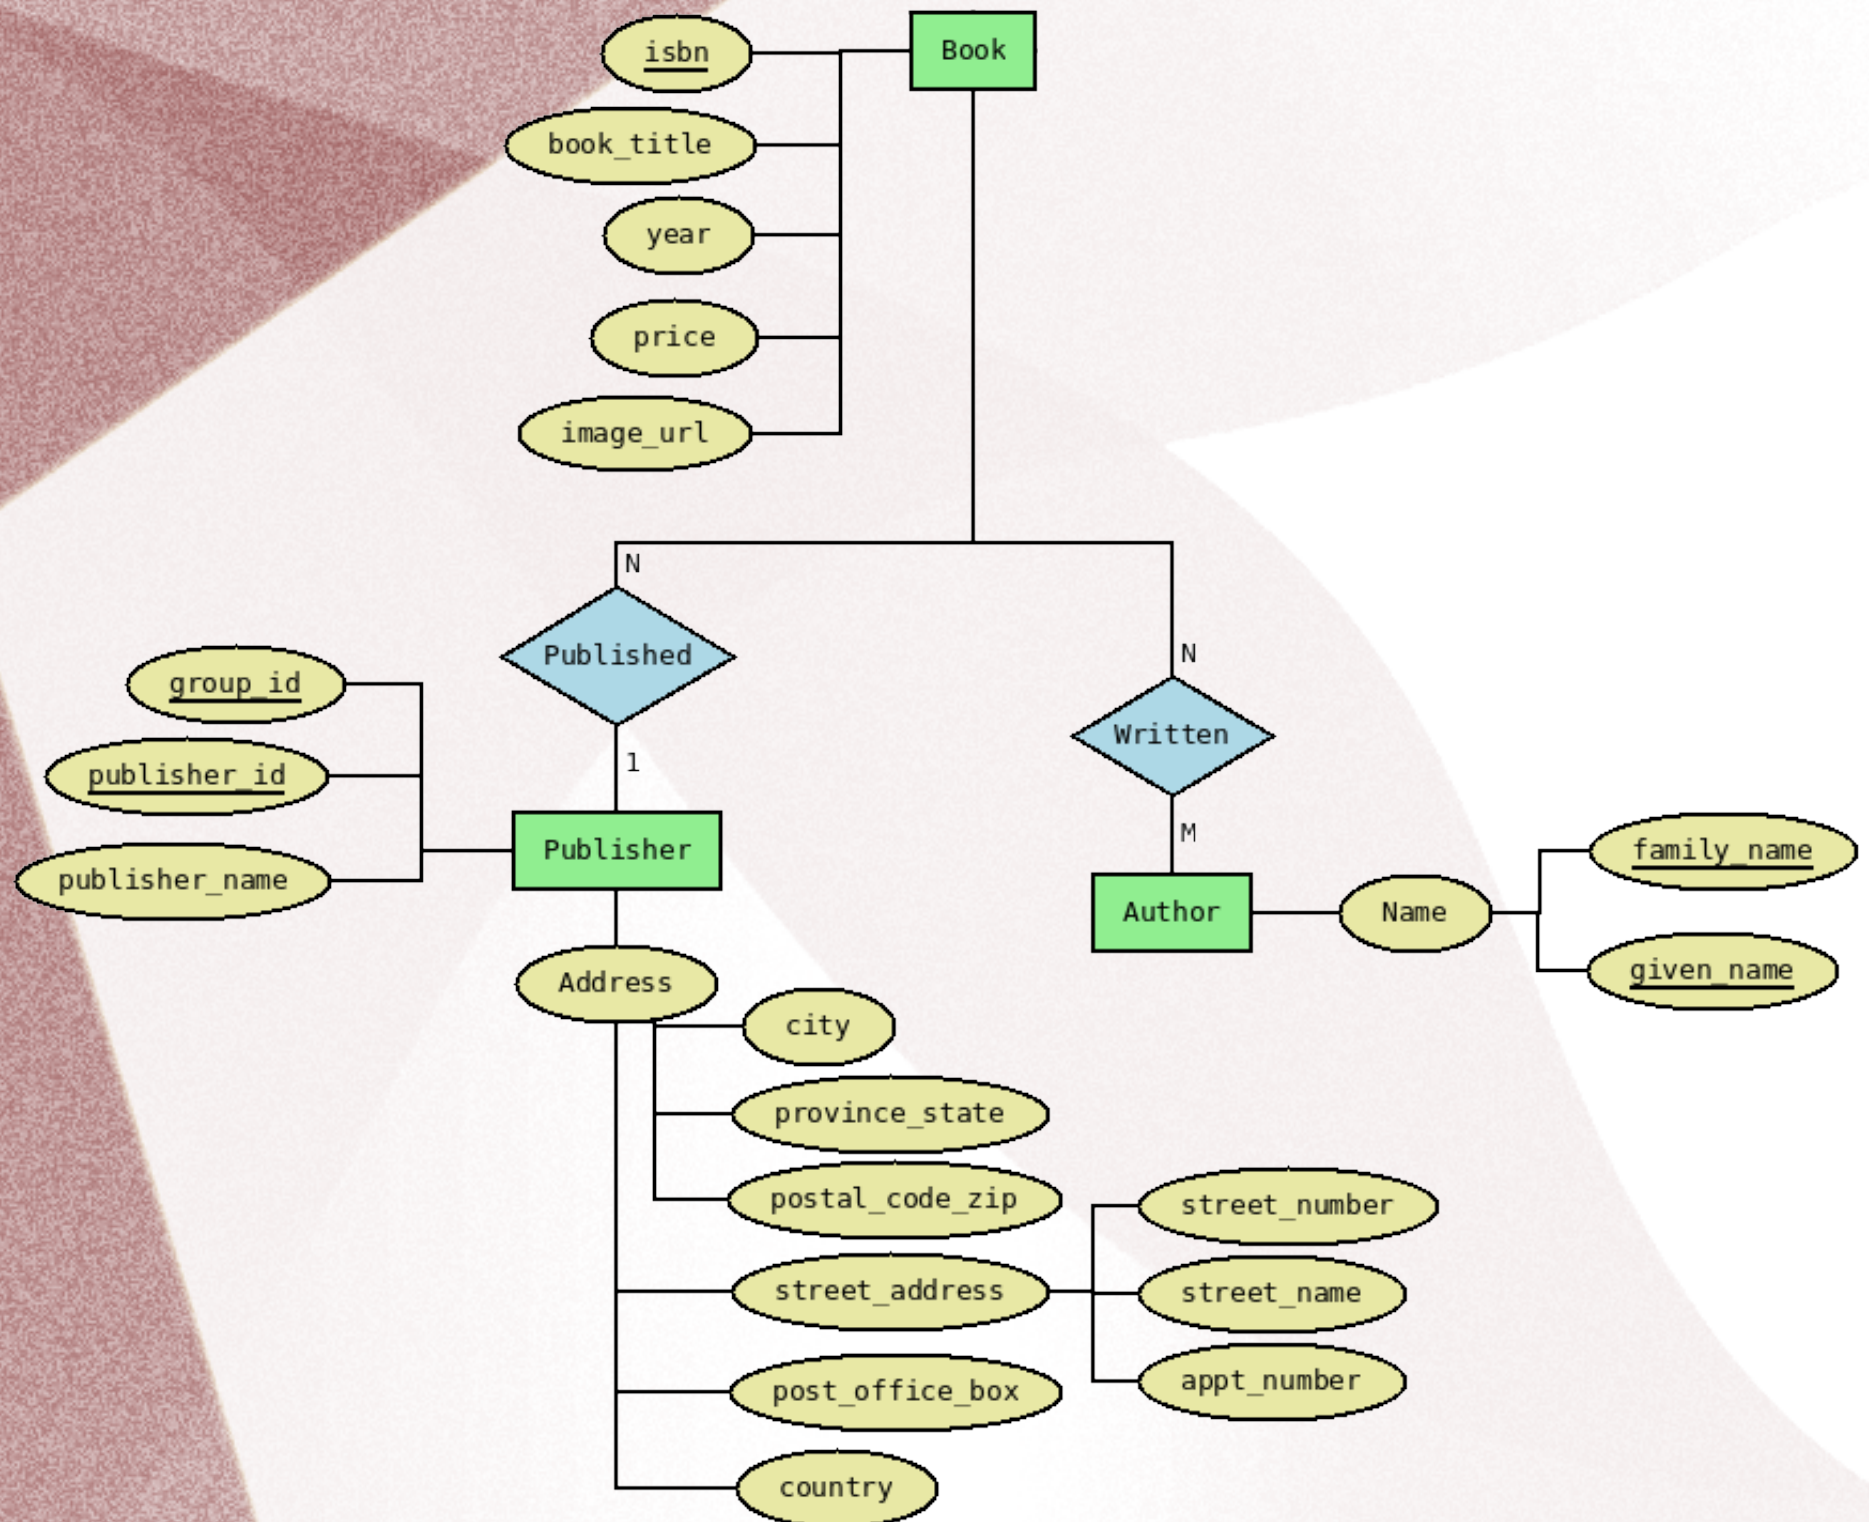 isbn
Book
book_title
year
price
image_url
N
Published
N
group_id
Written
publisher_id
1
Publisher
M
publisher_name
family_name
Author
Name
given_name
Address
city
province_state
postal_code_zip
street_number
street_address
street_name
appt_number
post_office_box
country